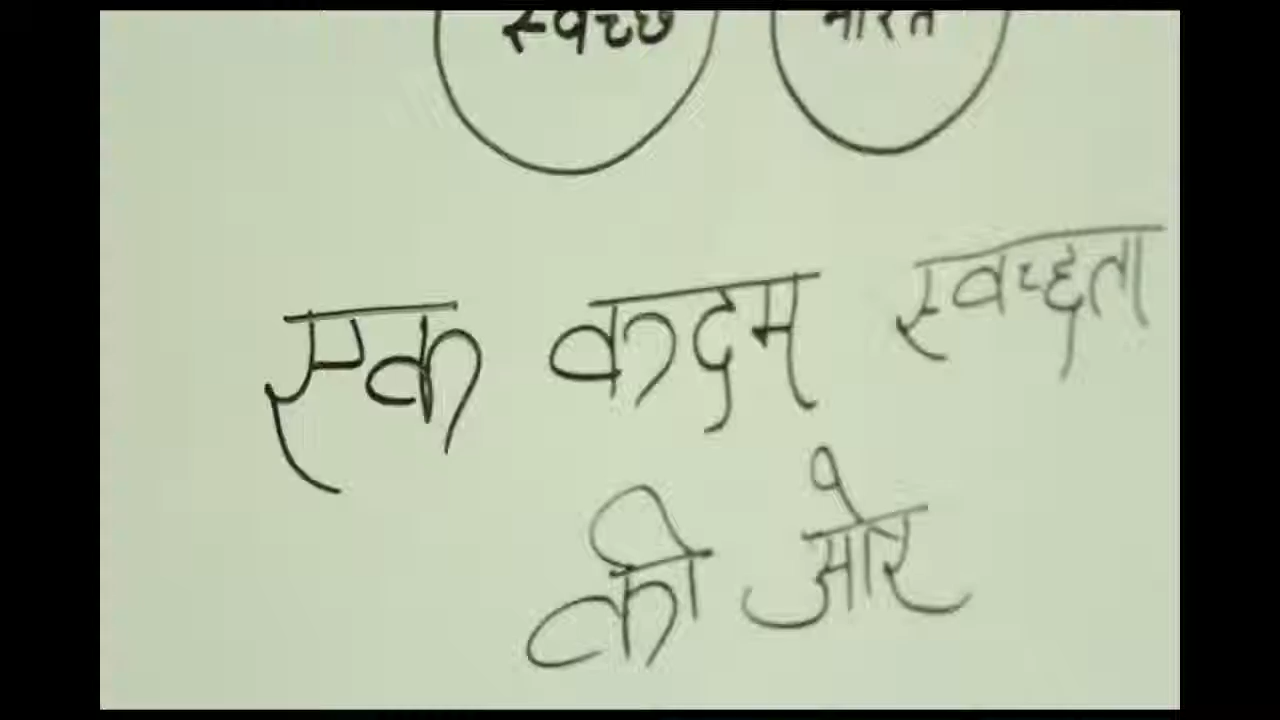 स्वच्छ भारत
एक कदम स्वच्छता
की ओर